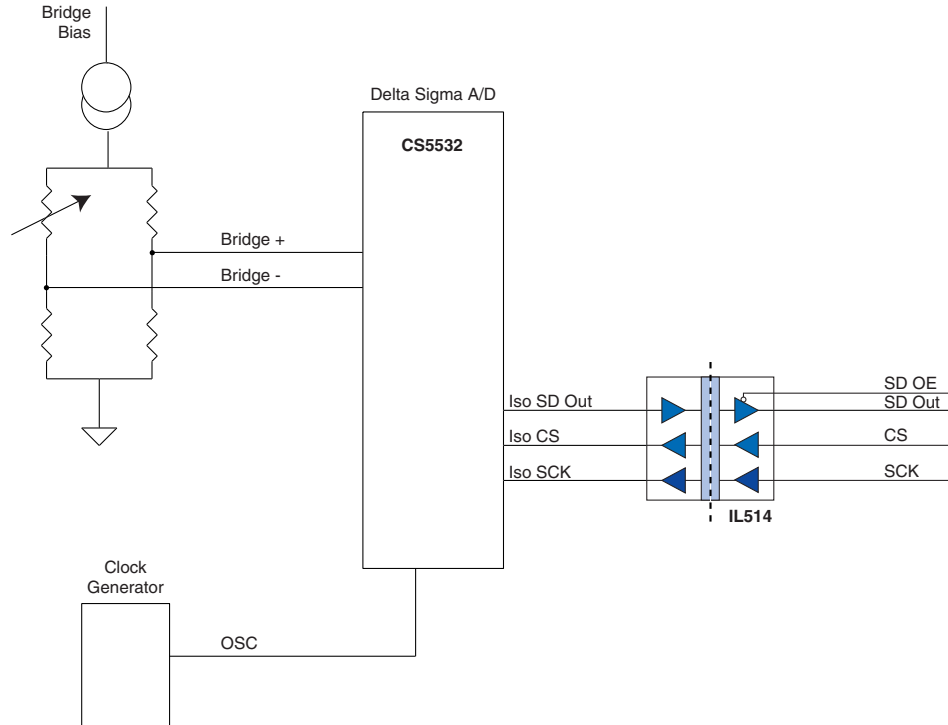 Bridge
Bias
Delta Sigma A/D
CS5532
Bridge +
Bridge -
SD OE
Iso SD Out
SD Out
Iso CS
CS
Iso SCK
SCK
IL514
Clock
Generator
OSC